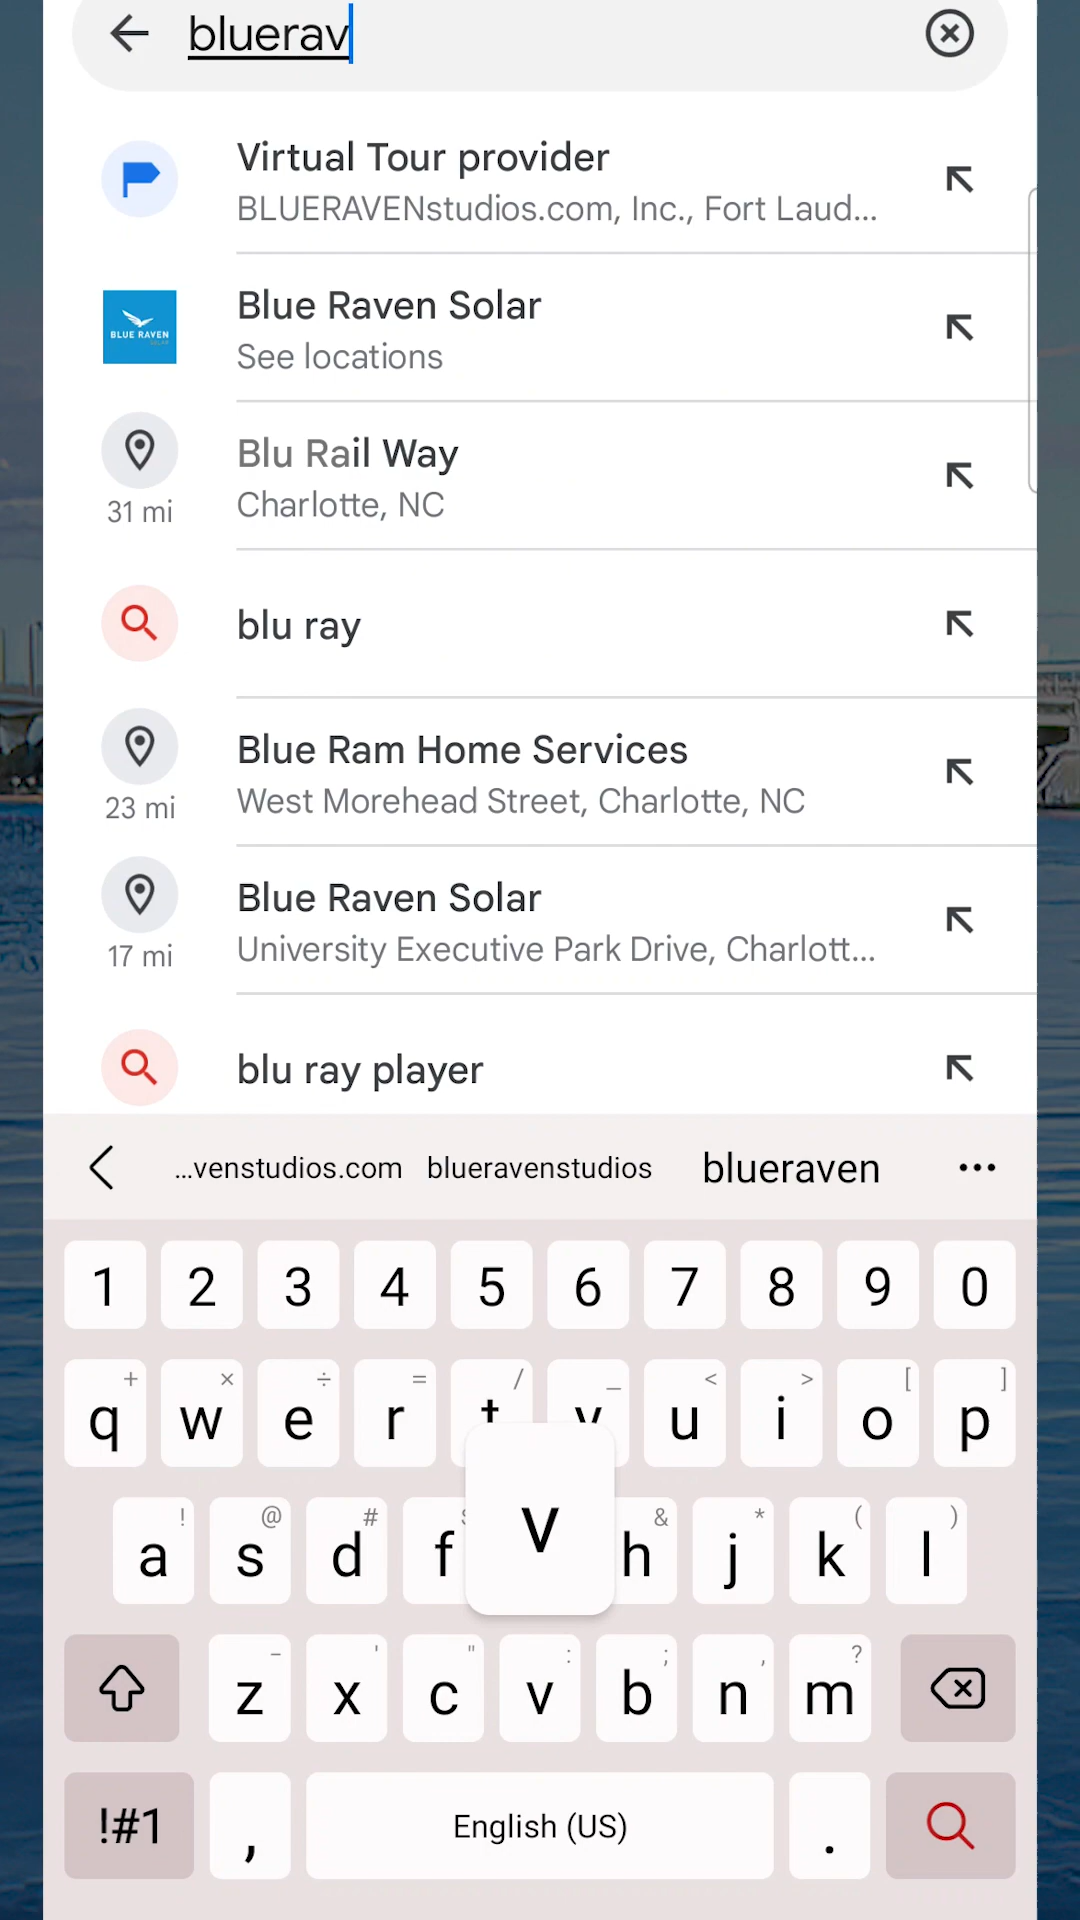 bluerav
Virtual Tour provider
BLUERAVENstudios.com, Inc., Fort Laud...
BLUE RAVEN
Blue Raven Solar
See locations
Blu Rail Way
31 mi
Charlotte, NC
blu ray
Blue Ram Home Services
23 mi
West Morehead Street, Charlotte, NC
Blue Raven Solar
17 mi
University Executive Park Drive, Charlott...
blu ray player
...venstudios.com blueravenstudios blueraven •••
1 2 3 4 5 6 7 8 9 0
+ × ÷ = / _ < > [ ]
q w e r t y u i o p
! @ # $ & * ( )
a s d f v h j k l
- ' " : ; , ?
z x c v b n m
!#1 , English (US) .